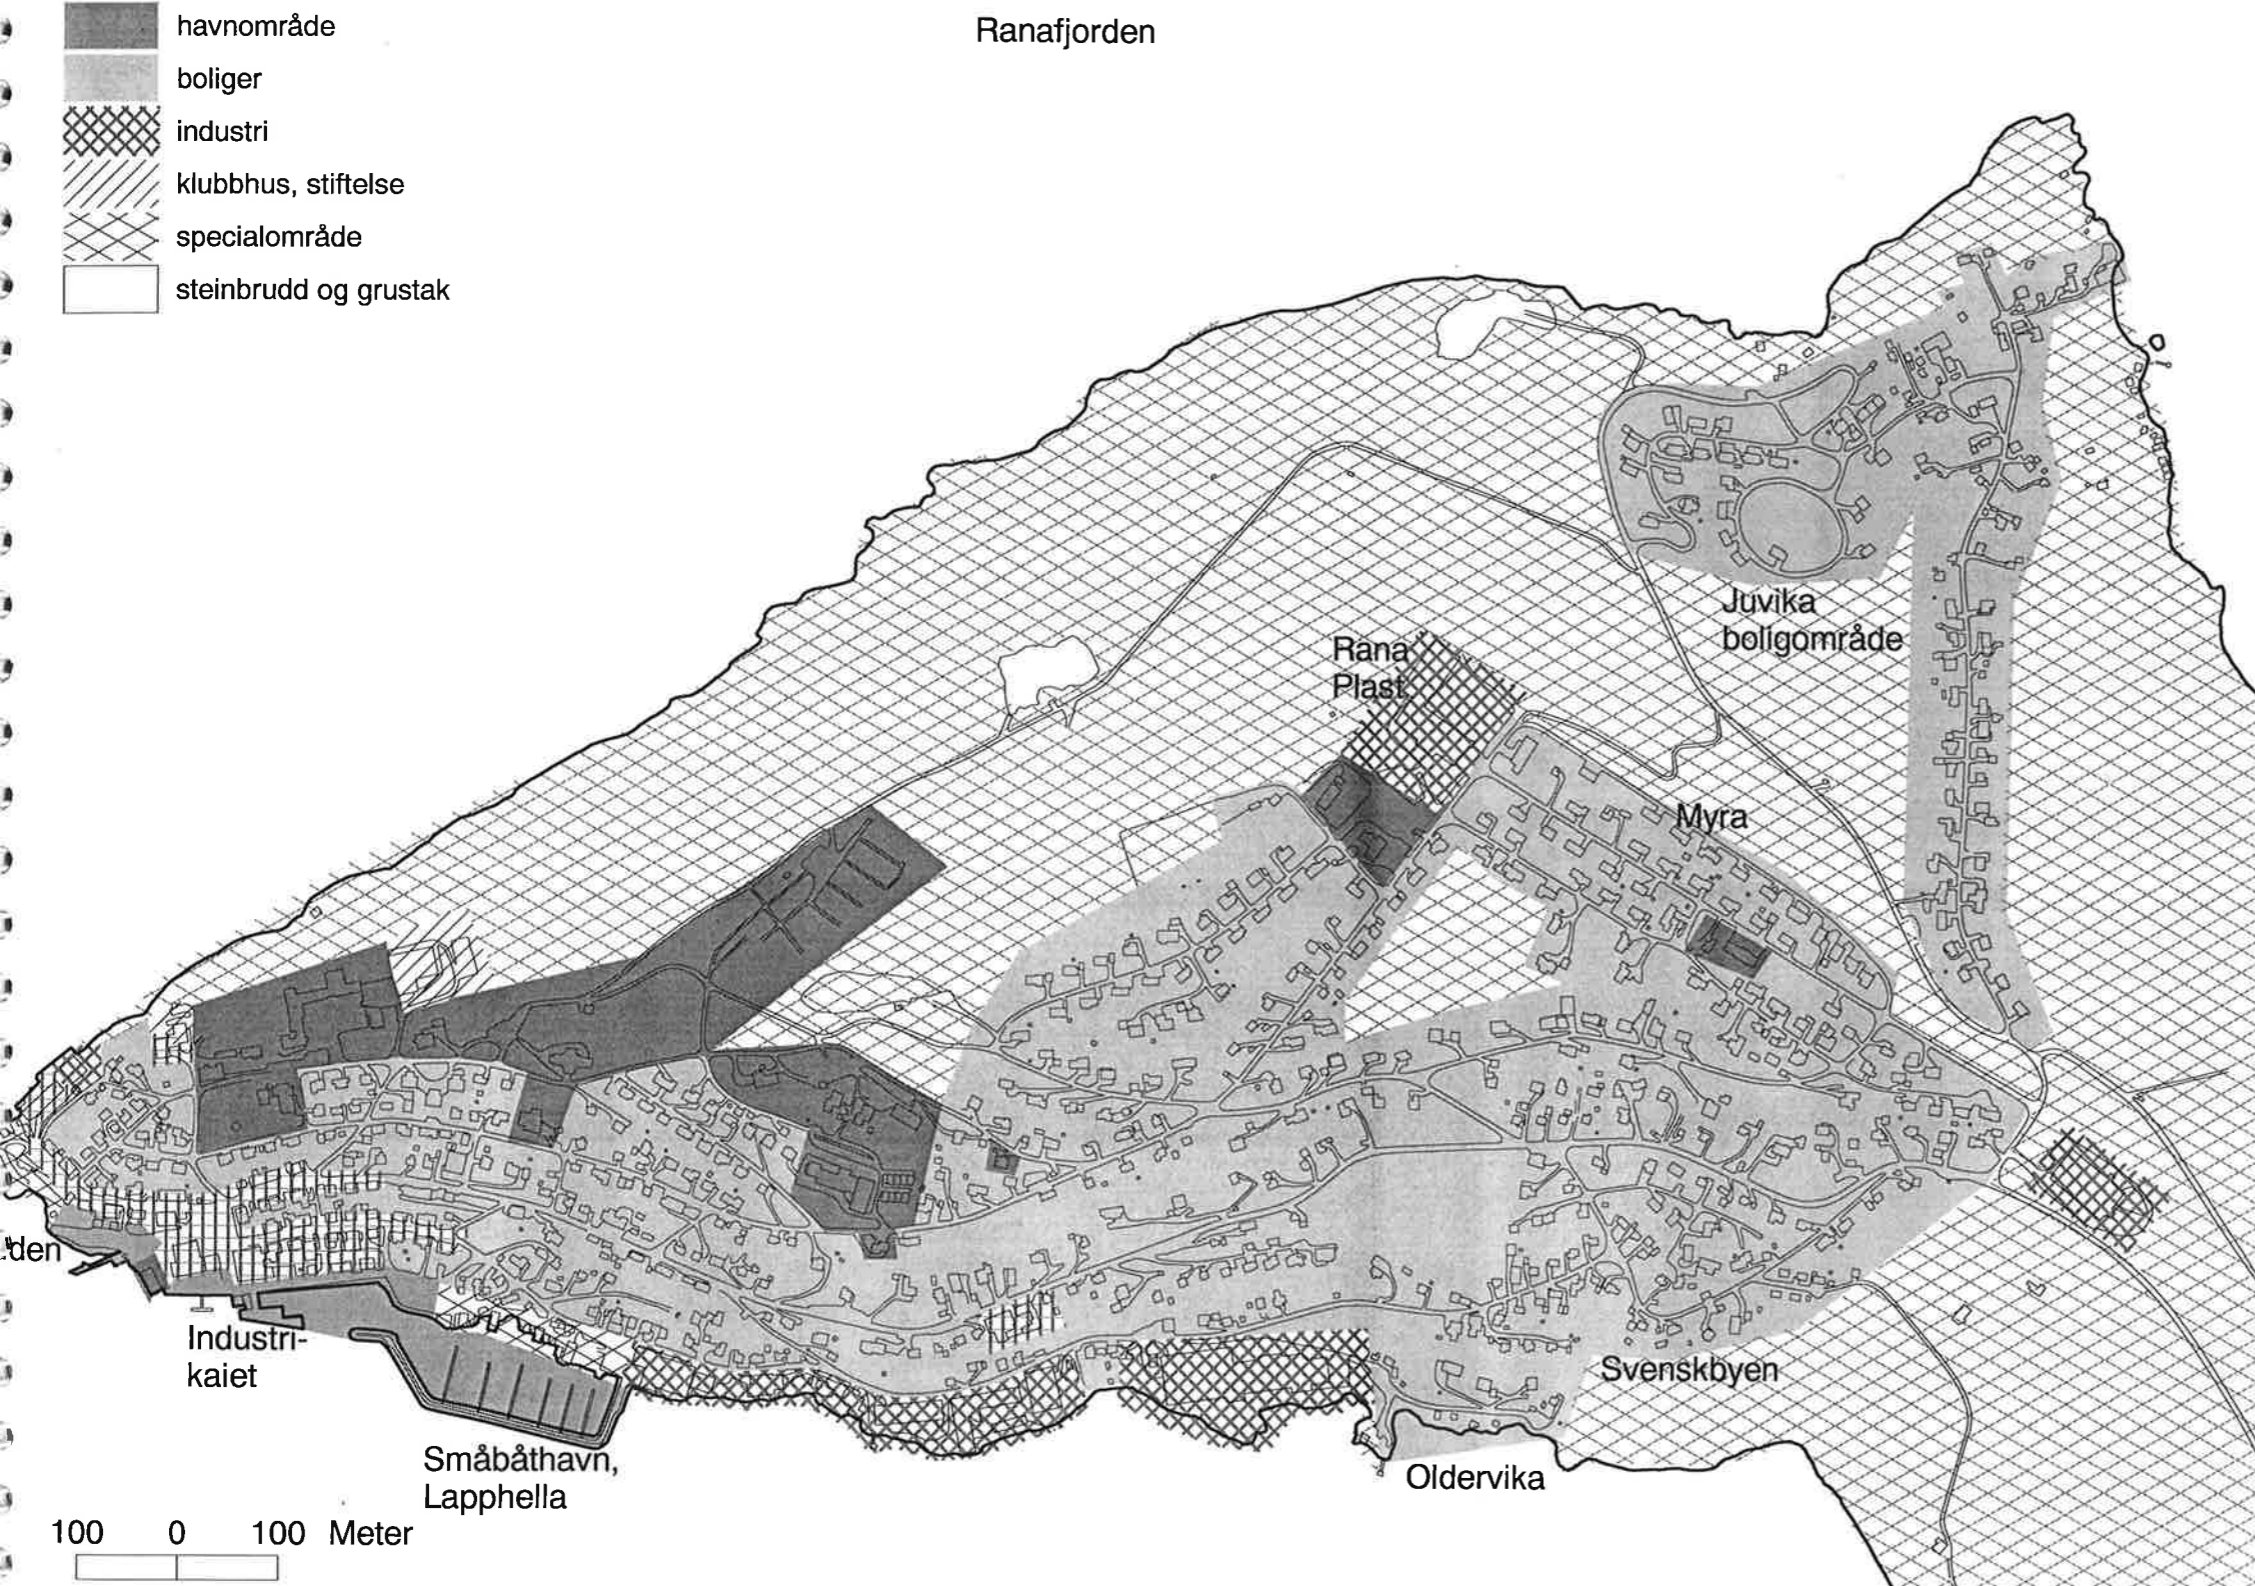 havnområde
boliger
industri
klubbhus, stiftelse
specialområde
steinbrudd og grustak
Ranafjorden
Juvika
boligområde
Rana
Plast
Myra
den
Industri-
kaiet
Svenskbyen
Småbåthavn,
Lapphella
Oldervika
100 0 100 Meter